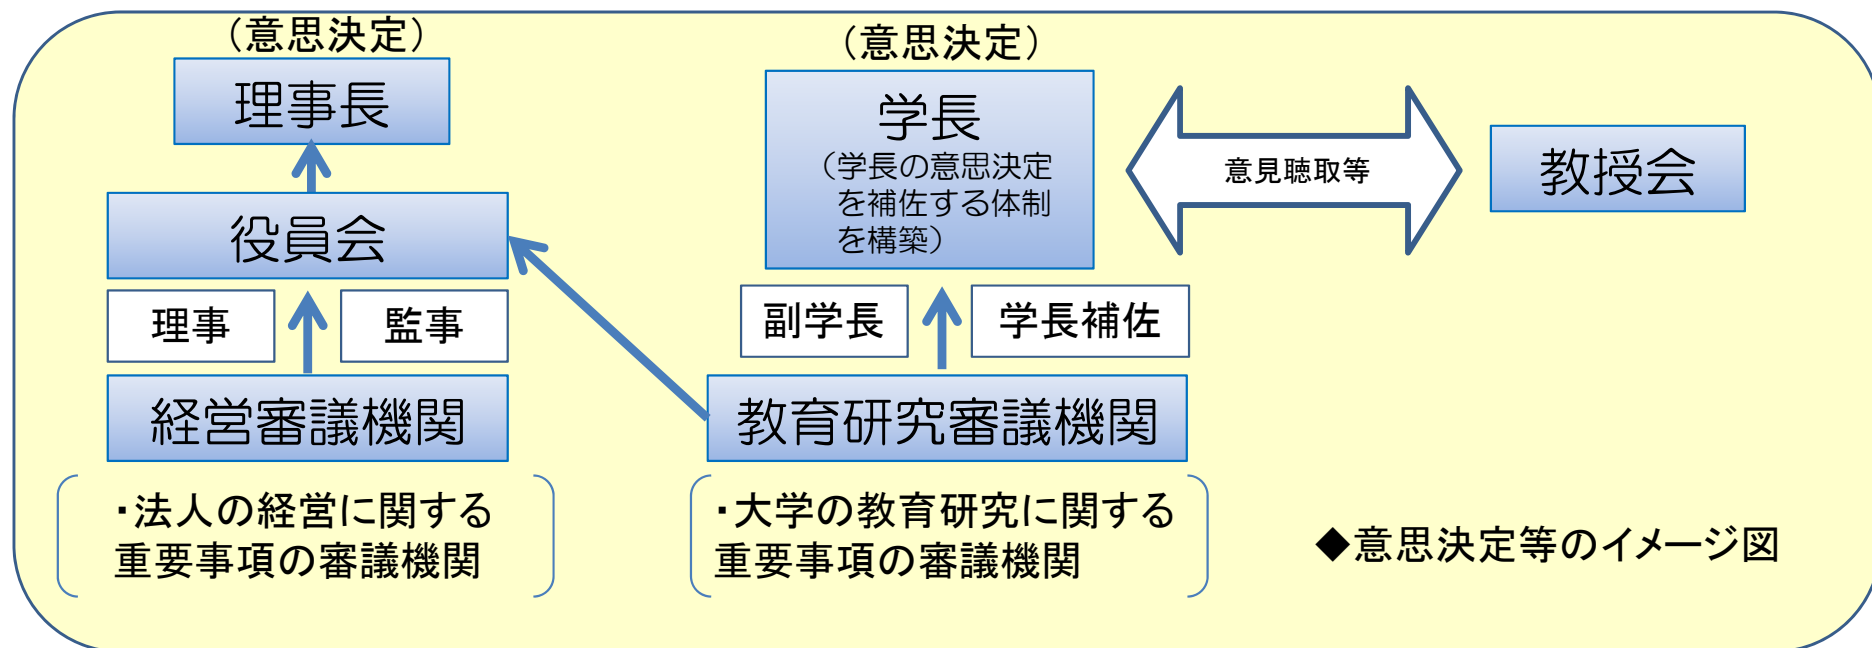 （意思決定）
理事長
役員会
理事
監事
経営審議機関
・法人の経営に関する
重要事項の審議機関
（意思決定）
学長
（学長の意思決定
を補佐する体制
を構築）
副学長
学長補佐
教育研究審議機関
・大学の教育研究に関する
重要事項の審議機関
意見聴取等
教授会
◆意思決定等のイメージ図